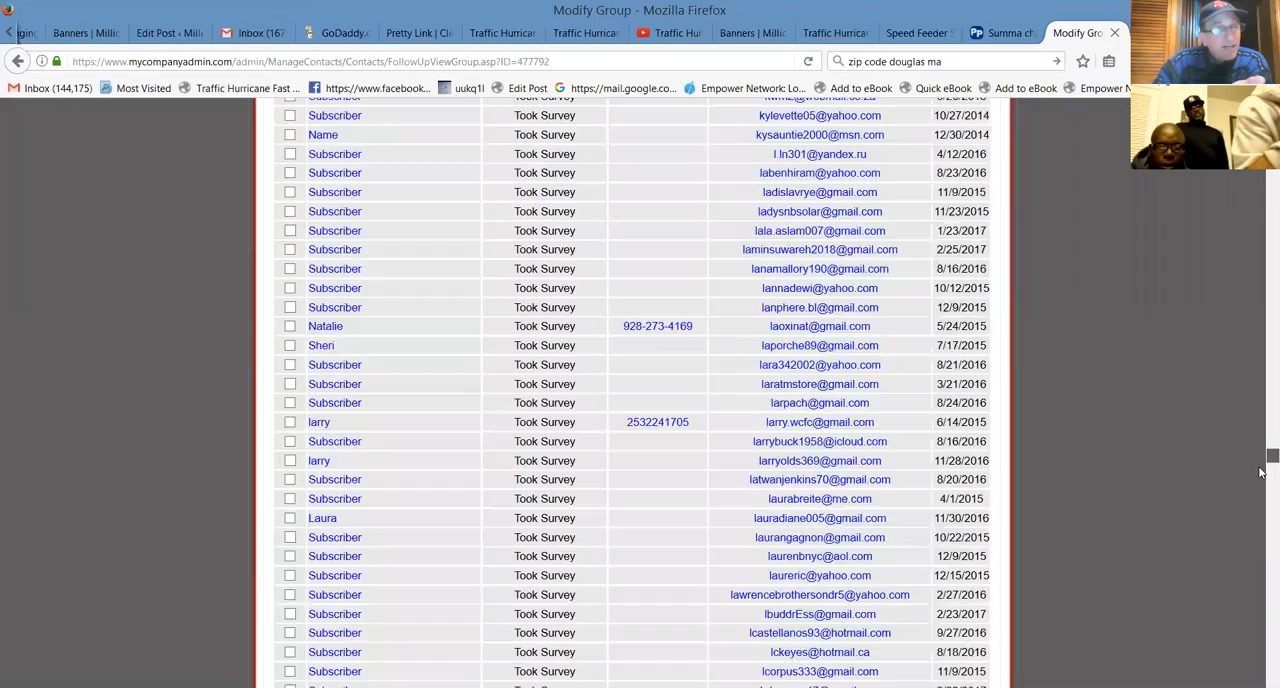 Modify Group - Mozilla Firefox
Banners | Millic Edit Post ‹ Millic Inbox (167 GoDaddy.c Pretty Link | Cli Traffic Hurricar Traffic Hurrica Traffic Hur Banners | Millic Traffic Hurricar Speed Feeder S Summa ch Modify Gro
https://www.mycompanyadmin.com/admin/ManageContacts/Contacts/FollowUpViewGroup.asp?ID=477792 zip code douglas ma
Inbox (144,175) Most Visited Traffic Hurricane Fast ... https://www.facebook... uukq1l Edit Post https://mail.google.co... Empower Network: Lo... Add to eBook Quick eBook Add to eBook Empower N
Subscriber Took Survey kylevette05@yahoo.com 10/27/2014
Name Took Survey kysauntie2000@msn.com 12/30/2014
Subscriber Took Survey l.ln301@yandex.ru 4/12/2016
Subscriber Took Survey labenhiram@yahoo.com 8/23/2016
Subscriber Took Survey ladislavrye@gmail.com 11/9/2015
Subscriber Took Survey ladysnbsolar@gmail.com 11/23/2015
Subscriber Took Survey lala.aslam007@gmail.com 1/23/2017
Subscriber Took Survey laminsuwareh2018@gmail.com 2/25/2017
Subscriber Took Survey lanamallory190@gmail.com 8/16/2016
Subscriber Took Survey lannadewi@yahoo.com 10/12/2015
Subscriber Took Survey lanphere.bl@gmail.com 12/9/2015
Natalie Took Survey 928-273-4169 laoxinat@gmail.com 5/24/2015
Sheri Took Survey laporche89@gmail.com 7/17/2015
Subscriber Took Survey lara342002@yahoo.com 8/21/2016
Subscriber Took Survey laratmstore@gmail.com 3/21/2016
Subscriber Took Survey larpach@gmail.com 8/24/2016
larry Took Survey 2532241705 larry.wcfc@gmail.com 6/14/2015
Subscriber Took Survey larrybuck1958@icloud.com 8/16/2016
larry Took Survey larryolds369@gmail.com 11/28/2016
Subscriber Took Survey latwanjenkins70@gmail.com 8/20/2016
Subscriber Took Survey laurabreite@me.com 4/1/2015
Laura Took Survey lauradiane005@gmail.com 11/30/2016
Subscriber Took Survey laurangagnon@gmail.com 10/22/2015
Subscriber Took Survey laurenbnyc@aol.com 12/9/2015
Subscriber Took Survey laureric@yahoo.com 12/15/2015
Subscriber Took Survey lawrencebrothersondr5@yahoo.com 2/27/2016
Subscriber Took Survey lbuddrEss@gmail.com 2/23/2017
Subscriber Took Survey lcastellanos93@hotmail.com 9/27/2016
Subscriber Took Survey lckeyes@hotmail.ca 8/18/2016
Subscriber Took Survey lcorpus333@gmail.com 11/9/2015